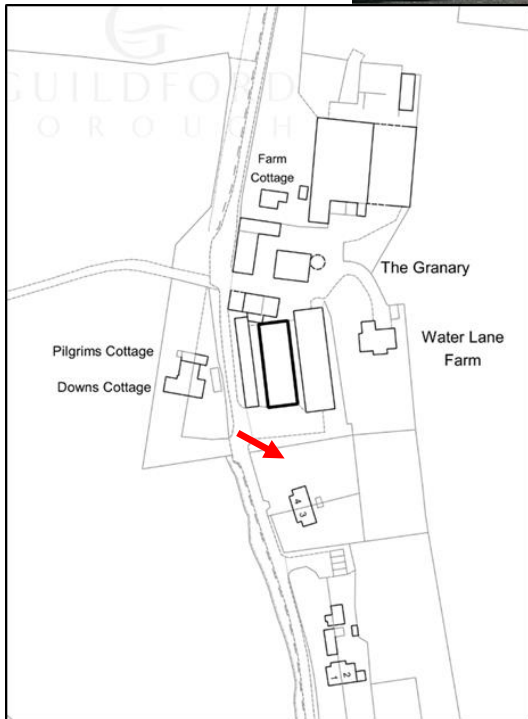 GUILDFORD
BOROUGH
Farm
Cottage
The Granary
Pilgrims Cottage
Downs Cottage
Water Lane
Farm
4
3
1
2